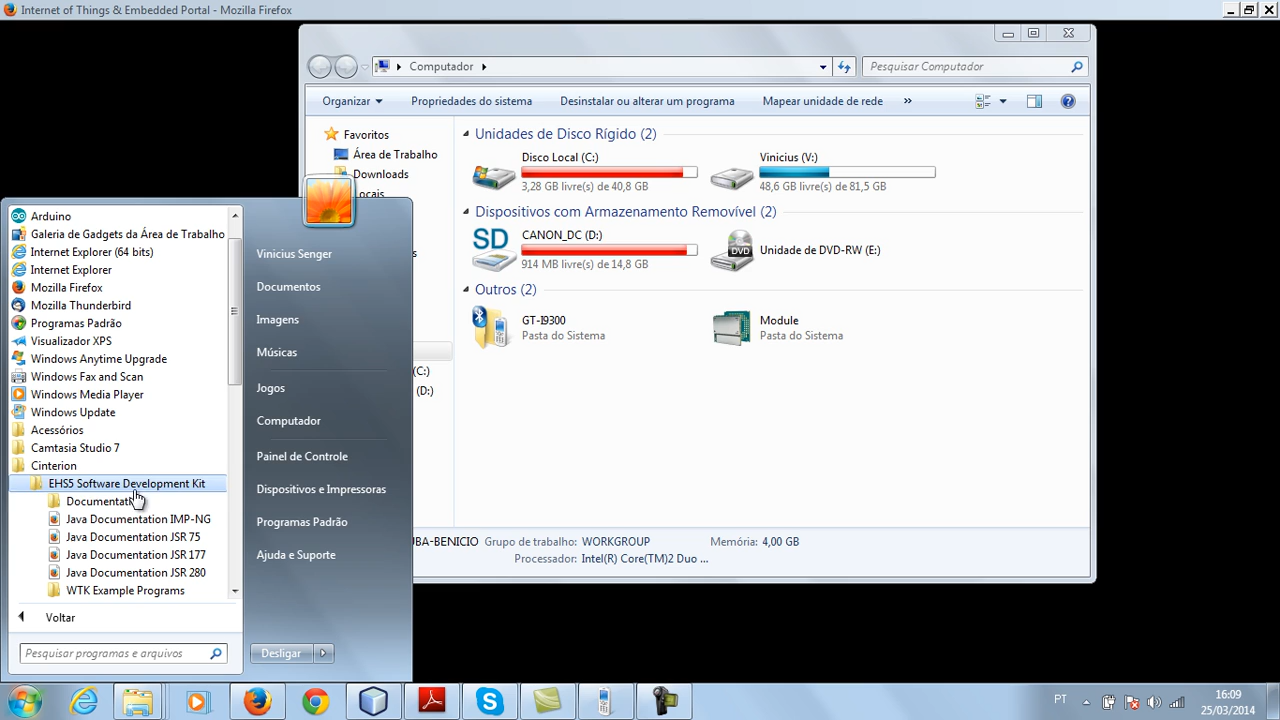 Internet of Things & Embedded Portal - Mozilla Firefox
Computador
Pesquisar Computador
Organizar
Propriedades do sistema
Desinstalar ou alterar um programa
Mapear unidade de rede
»
Favoritos
Área de Trabalho
Downloads
Locais
(C:)
(D:)
Unidades de Disco Rígido (2)
Disco Local (C:)
3,28 GB livre(s) de 40,8 GB
Vinicius (V:)
48,6 GB livre(s) de 81,5 GB
Dispositivos com Armazenamento Removível (2)
SD
CANON_DC (D:)
914 MB livre(s) de 14,8 GB
DVD
Unidade de DVD-RW (E:)
Outros (2)
GT-I9300
Pasta do Sistema
Module
Pasta do Sistema
UBA-BENICIO Grupo de trabalho: WORKGROUP
Memória: 4,00 GB
Processador: Intel(R) Core(TM)2 Duo ...
Arduino
Galeria de Gadgets da Área de Trabalho
Internet Explorer (64 bits)
Internet Explorer
Mozilla Firefox
Mozilla Thunderbird
Programas Padrão
Visualizador XPS
Windows Anytime Upgrade
Windows Fax and Scan
Windows Media Player
Windows Update
Acessórios
Camtasia Studio 7
Cinterion
EHS5 Software Development Kit
Java Documentation IMP-NG
Java Documentation JSR 75
Java Documentation JSR 177
Java Documentation JSR 280
WTK Example Programs
Voltar
Pesquisar programas e arquivos
Vinicius Senger
Documentos
Imagens
Músicas
Jogos
Computador
Painel de Controle
Dispositivos e Impressoras
Programas Padrão
Ajuda e Suporte
Desligar
PT
16:09
25/03/2014